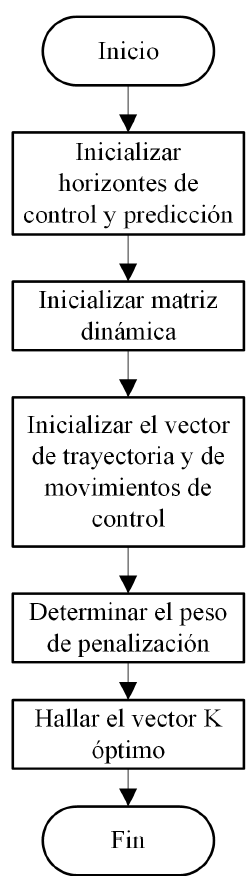 Inicio
Inicializar
horizontes de
control y predicción
Inicializar matriz
dinámica
Inicializar el vector
de trayectoria y de
movimientos de
control
Determinar el peso
de penalización
Hallar el vector K
óptimo
Fin